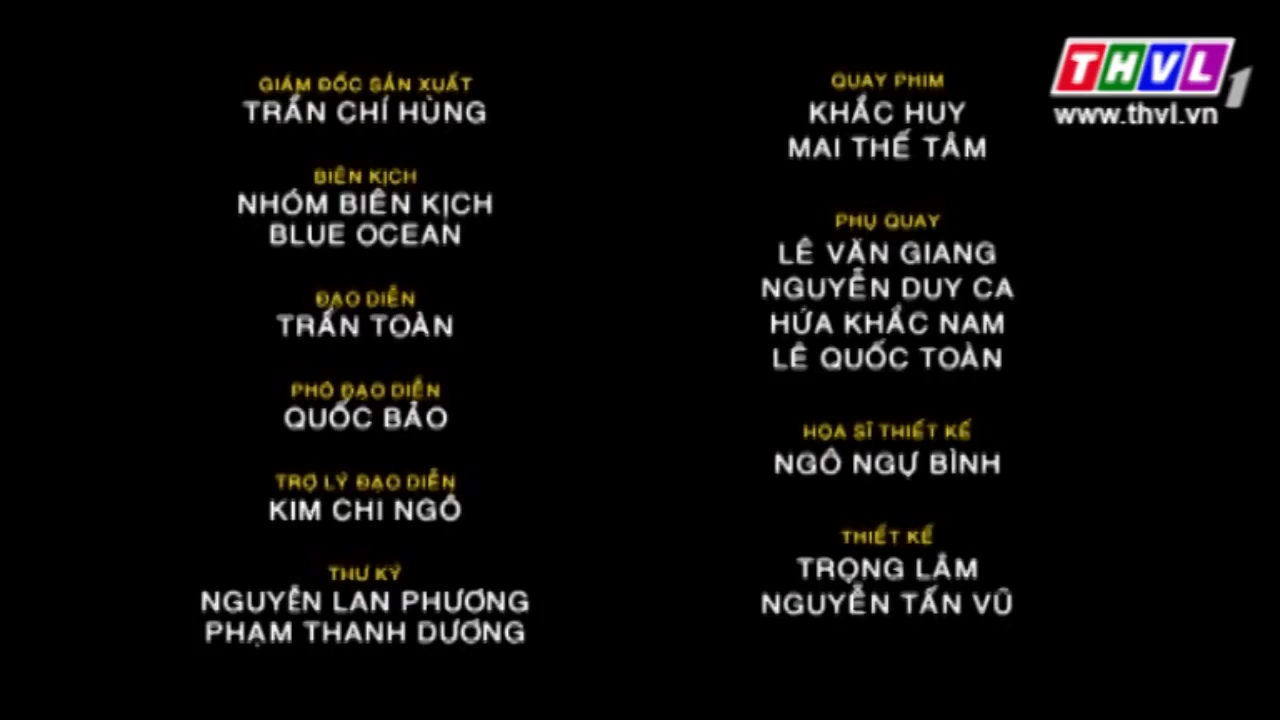 GIÁM ĐỐC SẢN XUẤT
TRẦN CHÍ HÙNG
BIÊN KỊCH
NHÓM BIÊN KỊCH
BLUE OCEAN
ĐẠO DIỄN
TRẦN TOÀN
PHÓ ĐẠO DIỄN
QUỐC BẢO
TRỢ LÝ ĐẠO DIỄN
KIM CHI NGÔ
THƯ KÝ
NGUYỄN LAN PHƯƠNG
PHẠM THANH DƯƠNG
QUAY PHIM
KHẮC HUY
MAI THẾ TÂM
PHỤ QUAY
LÊ VĂN GIANG
NGUYỄN DUY CA
HỨA KHẮC NAM
LÊ QUỐC TOÀN
HỌA SĨ THIẾT KẾ
NGÔ NGỰ BÌNH
THIẾT KẾ
TRỌNG LÂM
NGUYỄN TẤN VŨ
THVL1
www.thvl.vn